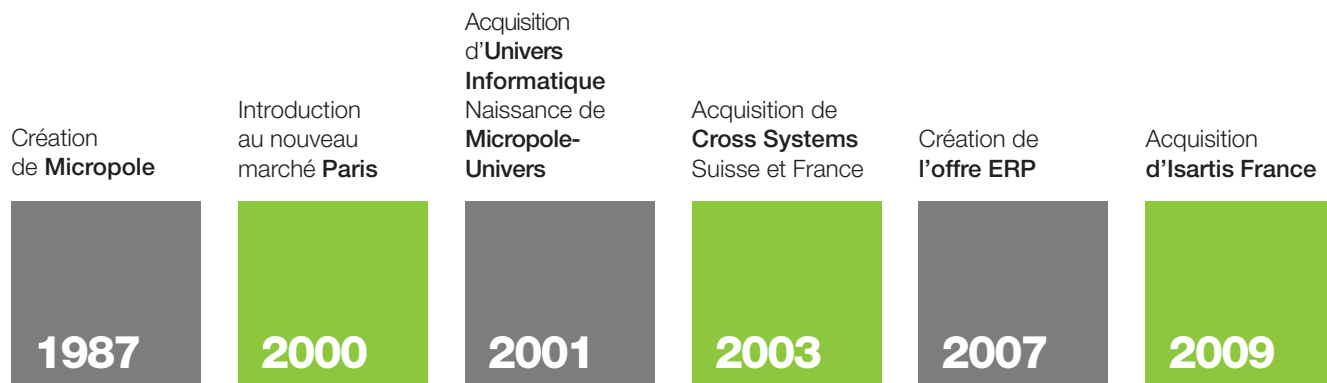 Création
de Micropole
1987
Introduction
au nouveau
marché Paris
2000
Acquisition
d'Univers
Informatique
Naissance de
Micropole-
Univers
2001
Acquisition de
Cross Systems
Suisse et France
2003
Création de
l'offre ERP
2007
Acquisition
d'Isartis France
2009